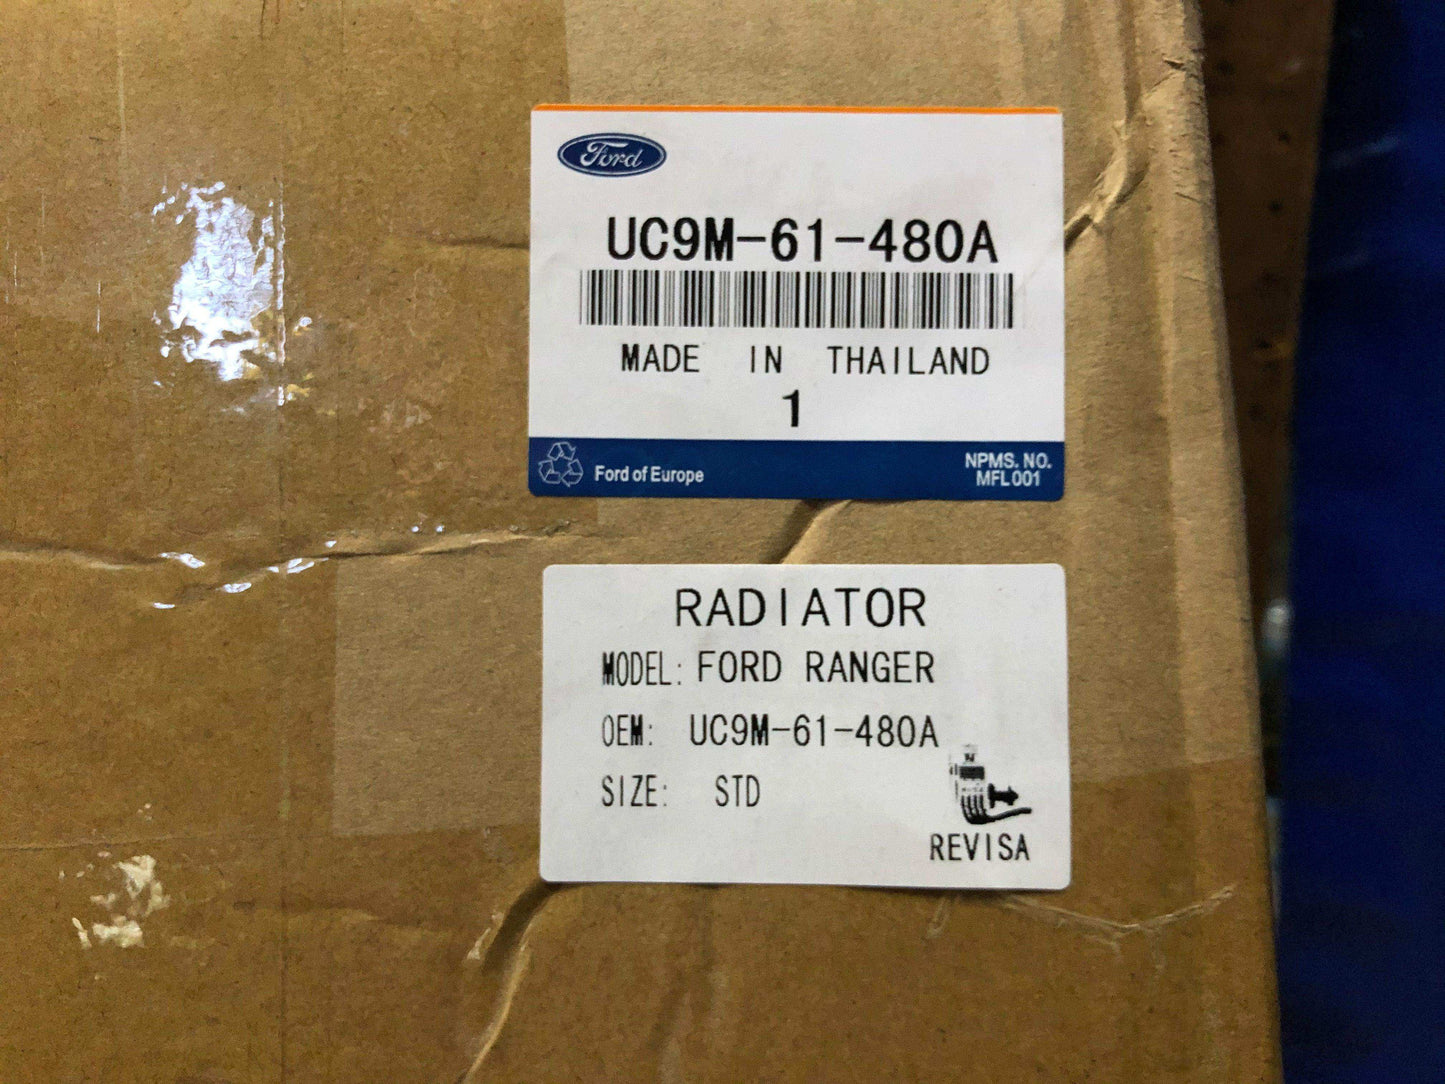 Ford
UC9M-61-480A
MADE IN THAILAND
1
Ford of Europe
NPMS. NO.
MFL001
RADIATOR
MODEL: FORD RANGER
OEM: UC9M-61-480A
SIZE: STD
REVISA